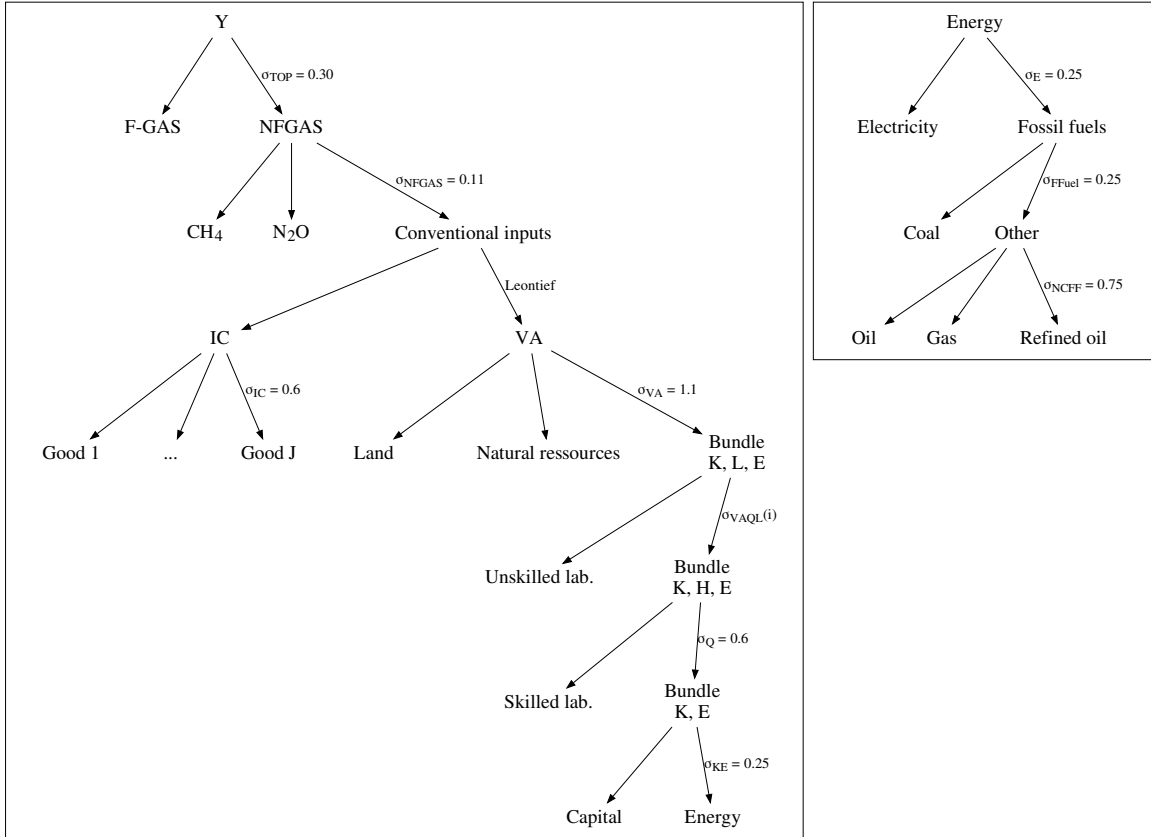 Y
σTOP = 0.30
F-GAS
NFGAS
σNFGAS = 0.11
CH4
N2O
Conventional inputs
Leontief
IC
VA
σIC = 0.6
σVA = 1.1
Good 1
...
Good J
Land
Natural ressources
Bundle
K, L, E
σVAQL(i)
Unskilled lab.
Bundle
K, H, E
σQ = 0.6
Skilled lab.
Bundle
K, E
σKE = 0.25
Capital
Energy
Energy
σE = 0.25
Electricity
Fossil fuels
σFFuel = 0.25
Coal
Other
σNCFF = 0.75
Oil
Gas
Refined oil